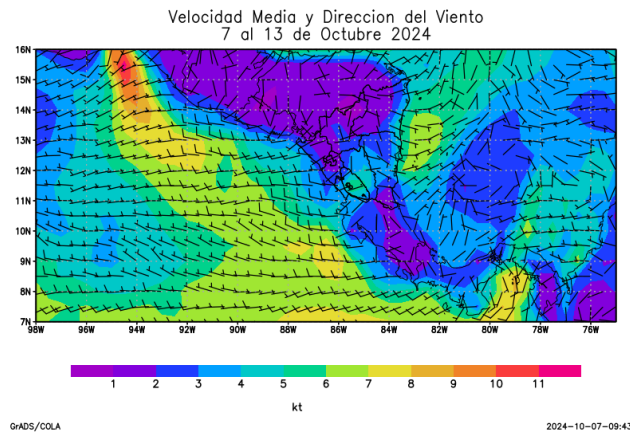 Velocidad Media y Direccion del Viento
7 al 13 de Octubre 2024
16N
15N
14N
13N
12N
11N
10N
9N
8N
7N
98W 96W 94W 92W 90W 88W 86W 84W 82W 80W 78W 76W
1 2 3 4 5 6 7 8 9 10 11
kt
GrADS/COLA 2024-10-07-09:43